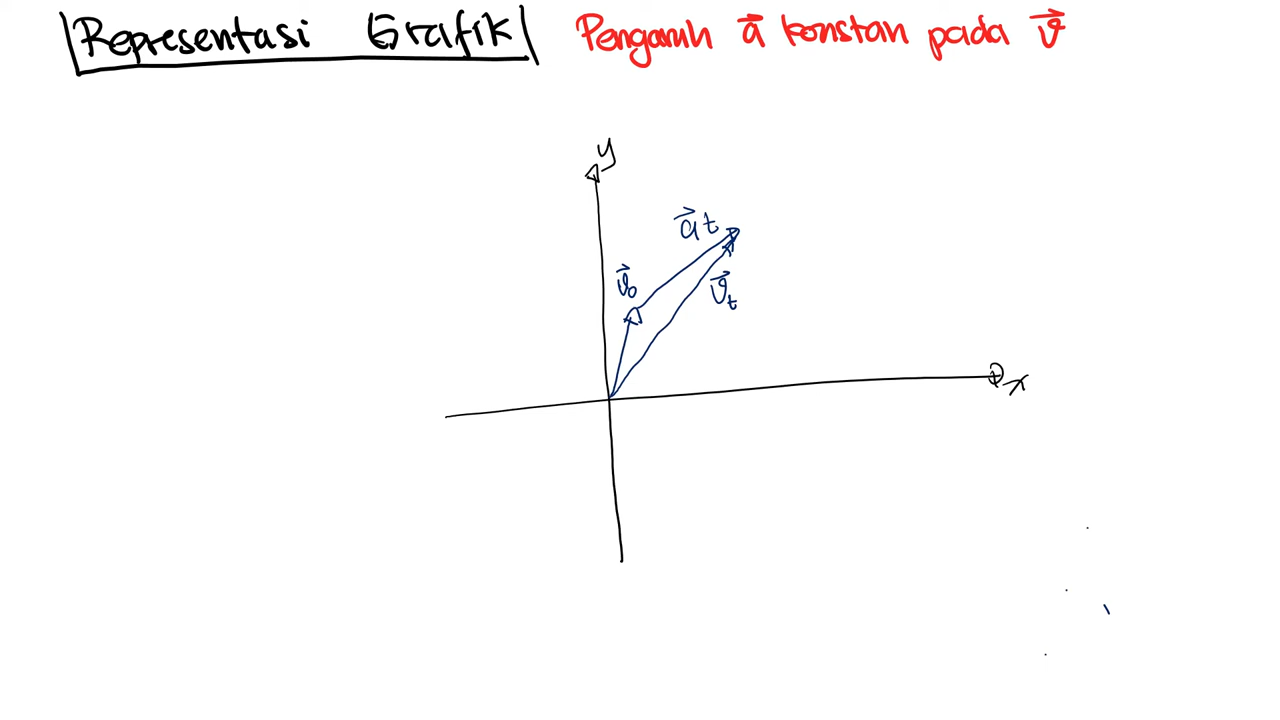 Representasi Grafik Pengaruh a⃗ konstan pada v⃗
y
a⃗ t
v⃗₀
v⃗ₜ
x